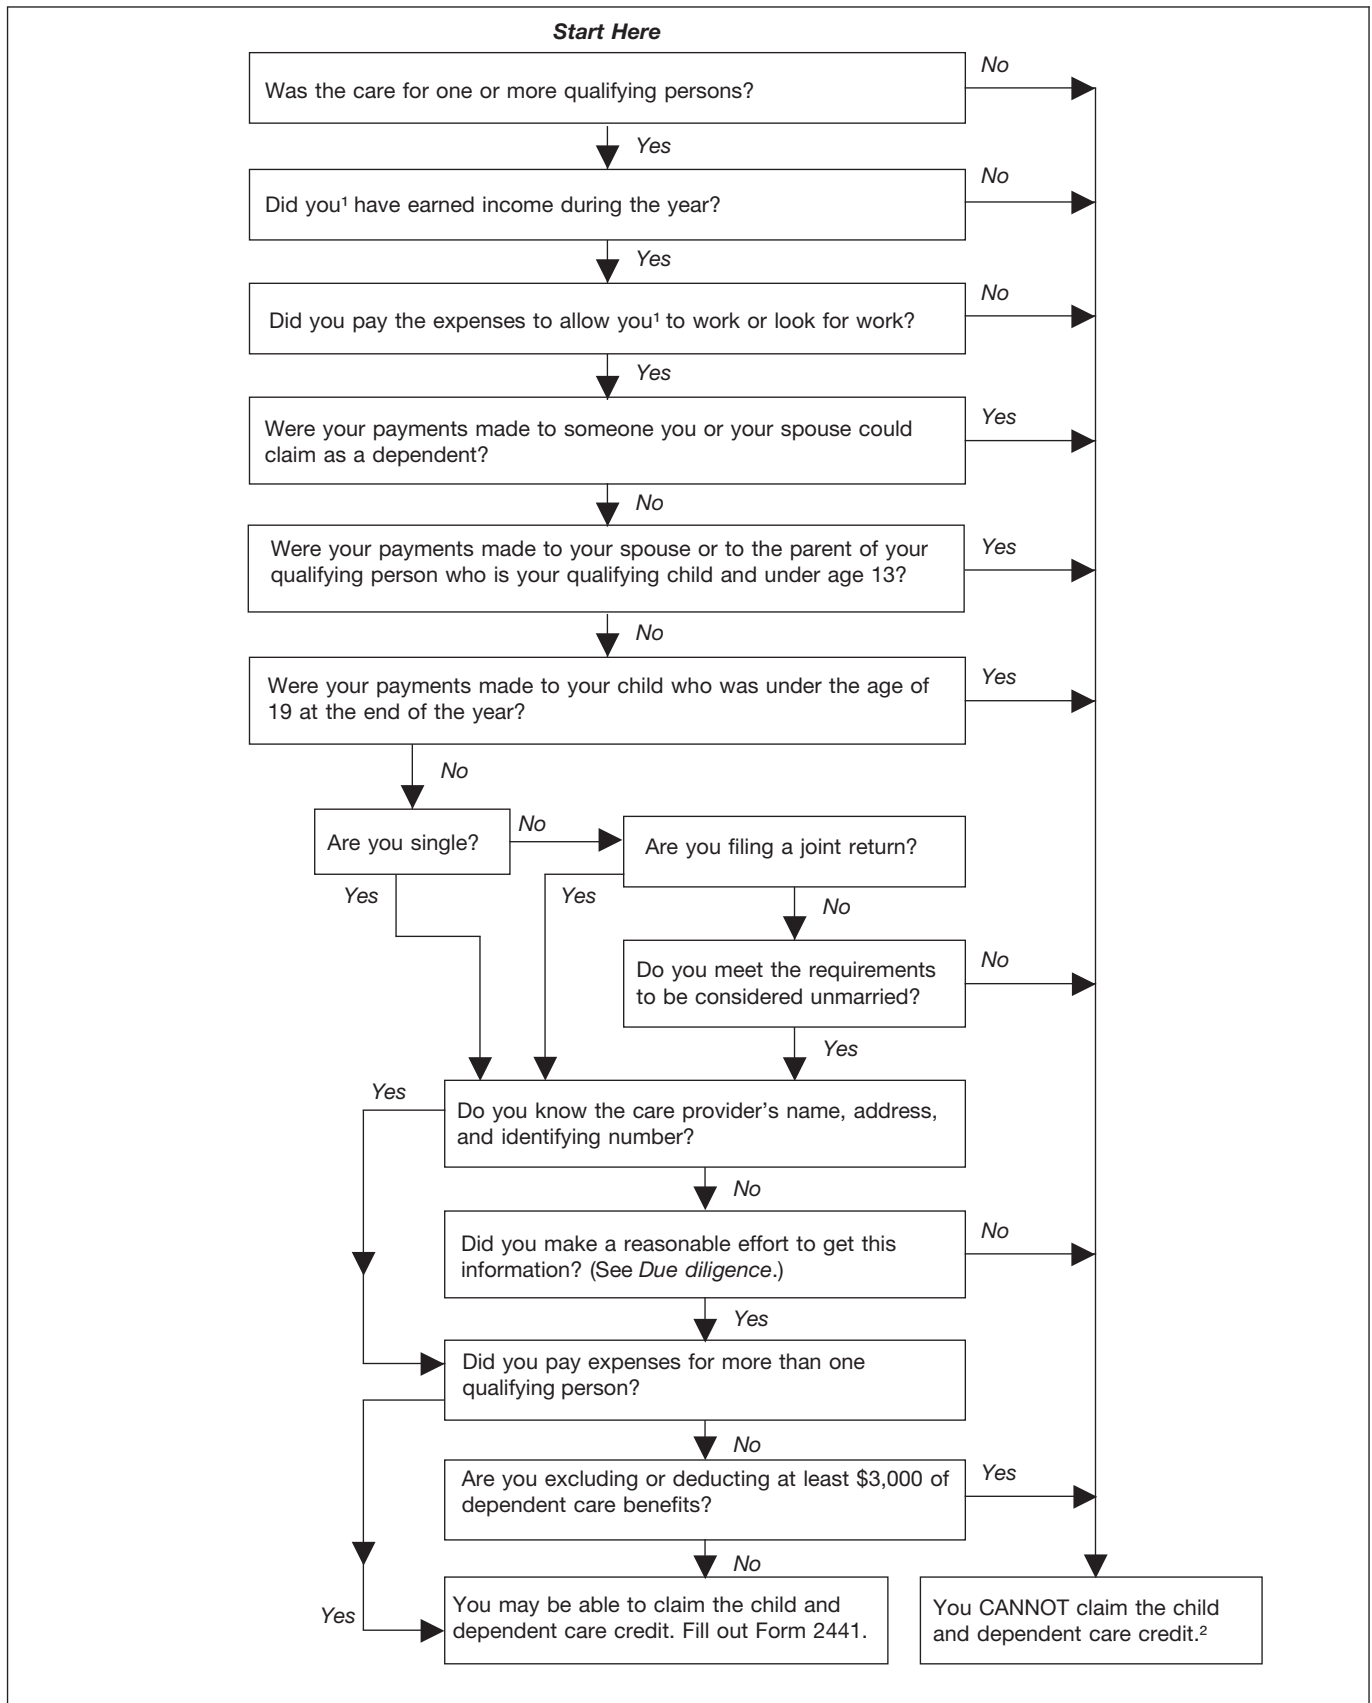 Start Here
Was the care for one or more qualifying persons?
No
Yes
Did you¹ have earned income during the year?
No
Yes
Did you pay the expenses to allow you¹ to work or look for work?
No
Yes
Were your payments made to someone you or your spouse could
claim as a dependent?
Yes
No
Were your payments made to your spouse or to the parent of your
qualifying person who is your qualifying child and under age 13?
Yes
No
Were your payments made to your child who was under the age of
19 at the end of the year?
Yes
No
Are you single?
No
Are you filing a joint return?
Yes
Yes
No
Do you meet the requirements
to be considered unmarried?
No
Yes
Yes
Do you know the care provider's name, address,
and identifying number?
No
Did you make a reasonable effort to get this
information? (See Due diligence.)
No
Yes
Did you pay expenses for more than one
qualifying person?
No
Are you excluding or deducting at least $3,000 of
dependent care benefits?
Yes
No
Yes
You may be able to claim the child and
dependent care credit. Fill out Form 2441.
You CANNOT claim the child
and dependent care credit.²